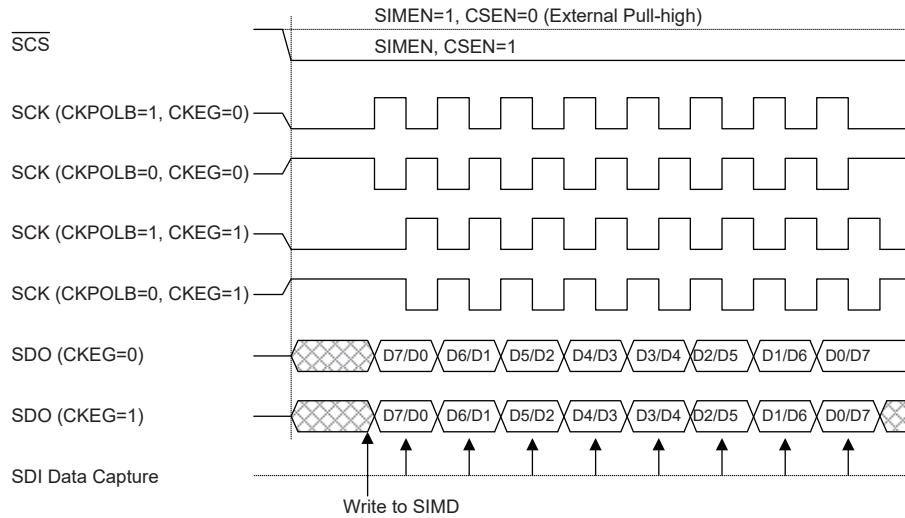 SIMEN=1, CSEN=0 (External Pull-high)
SCS
SIMEN, CSEN=1
SCK (CKPOLB=1, CKEG=0)
SCK (CKPOLB=0, CKEG=0)
SCK (CKPOLB=1, CKEG=1)
SCK (CKPOLB=0, CKEG=1)
SDO (CKEG=0) D7/D0 D6/D1 D5/D2 D4/D3 D3/D4 D2/D5 D1/D6 D0/D7
SDO (CKEG=1) D7/D0 D6/D1 D5/D2 D4/D3 D3/D4 D2/D5 D1/D6 D0/D7
SDI Data Capture
Write to SIMD